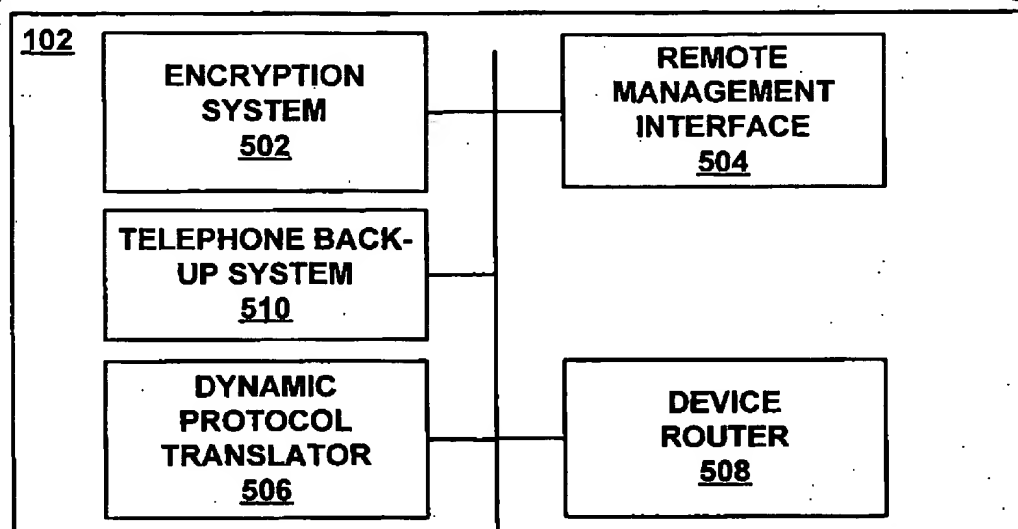 102
ENCRYPTION
SYSTEM
502
REMOTE
MANAGEMENT
INTERFACE
504
TELEPHONE BACK-
UP SYSTEM
510
DYNAMIC
PROTOCOL
TRANSLATOR
506
DEVICE
ROUTER
508